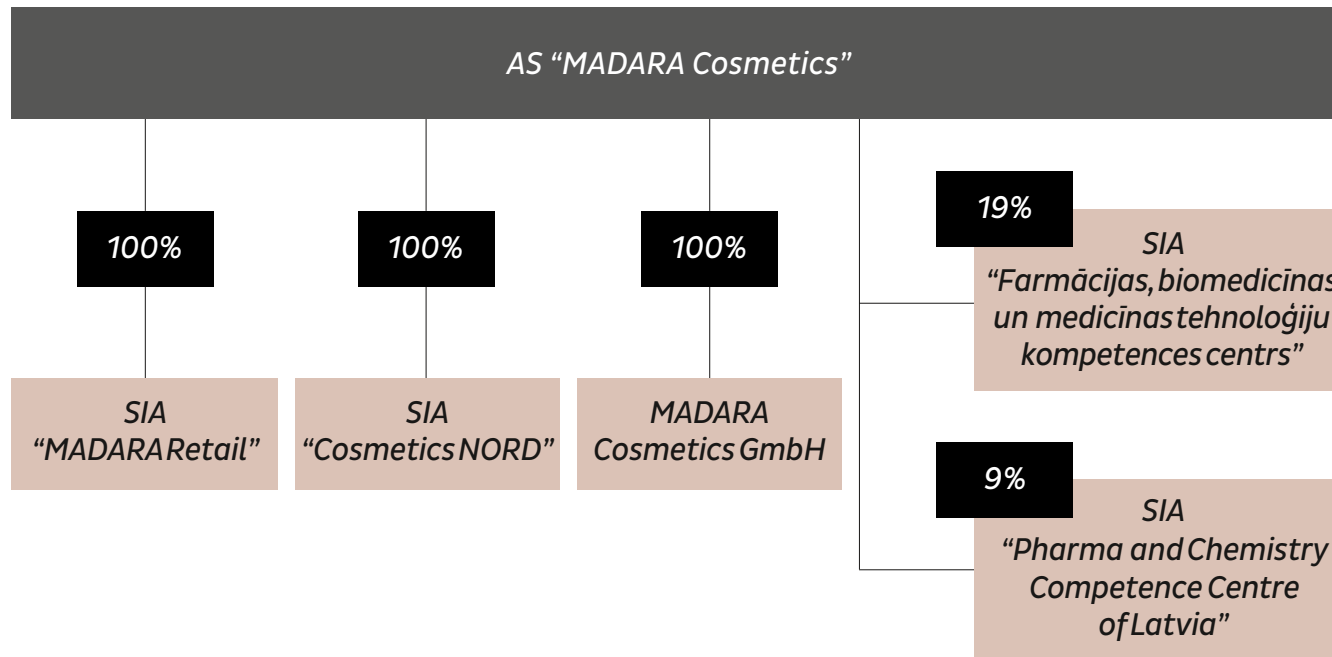 AS “MADARA Cosmetics”
100%
100%
100%
19%
SIA
“MADARA Retail”
SIA
“Cosmetics NORD”
MADARA
Cosmetics GmbH
SIA
“Farmācijas, biomedicīnas
un medicīnas tehnoloģiju
kompetences centrs”
9%
SIA
“Pharma and Chemistry
Competence Centre
of Latvia”